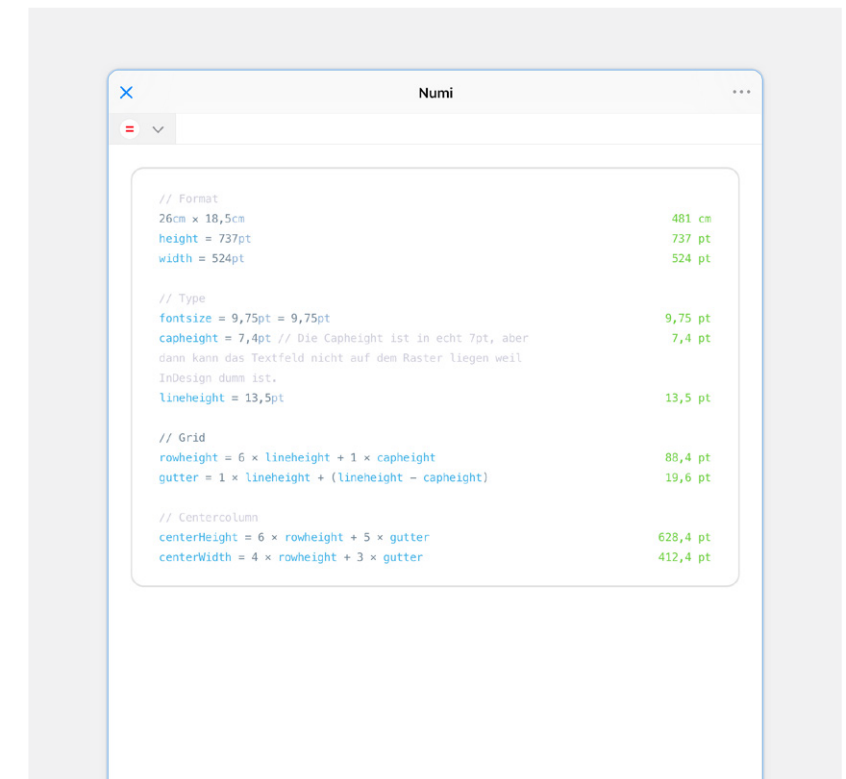 Numi
// Format
26cm × 18,5cm 481 cm
height = 737pt 737 pt
width = 524pt 524 pt
// Type
fontsize = 9,75pt = 9,75pt 9,75 pt
capheight = 7,4pt // Die Capheight ist in echt 7pt, aber 7,4 pt
dann kann das Textfeld nicht auf dem Raster liegen weil
InDesign dumm ist.
lineheight = 13,5pt 13,5 pt
// Grid
rowheight = 6 × lineheight + 1 × capheight 88,4 pt
gutter = 1 × lineheight + (lineheight − capheight) 19,6 pt
// Centercolumn
centerHeight = 6 × rowheight + 5 × gutter 628,4 pt
centerWidth = 4 × rowheight + 3 × gutter 412,4 pt